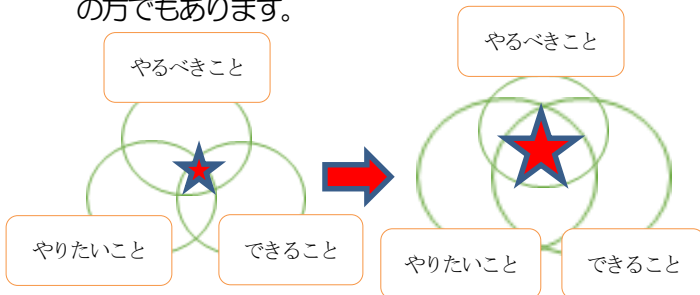 の方でもあります。
やるべきこと
やりたいこと
できること
やるべきこと
やりたいこと
できること